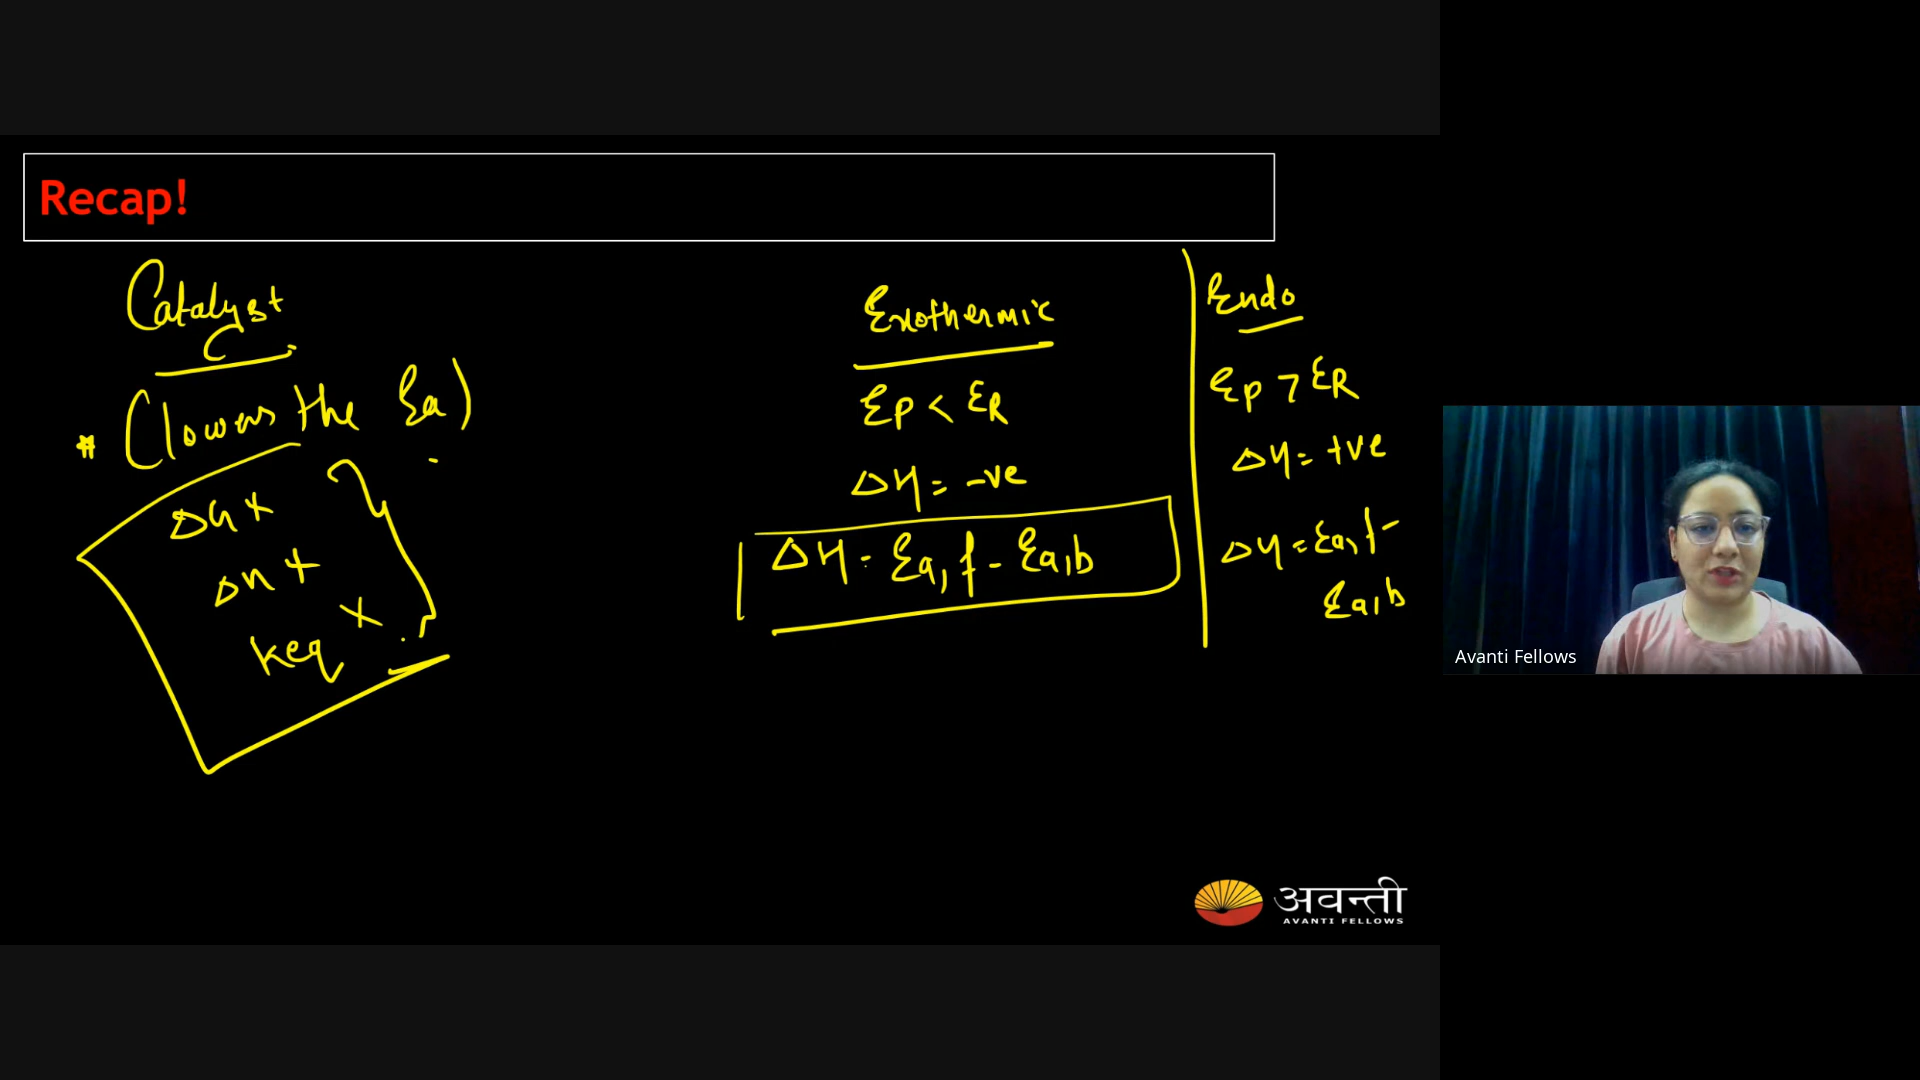 Recap!
Catalyst
# (lowers the Ea)
ΔG ×
ΔH ×
Keq ×
Exothermic
Ep < ER
ΔH = -ve
ΔH = Ea,f - Ea,b
Endo
Ep > ER
ΔH = +ve
ΔH = Ea,f -
Ea,b
Avanti Fellows
अवन्ती
AVANTI FELLOWS